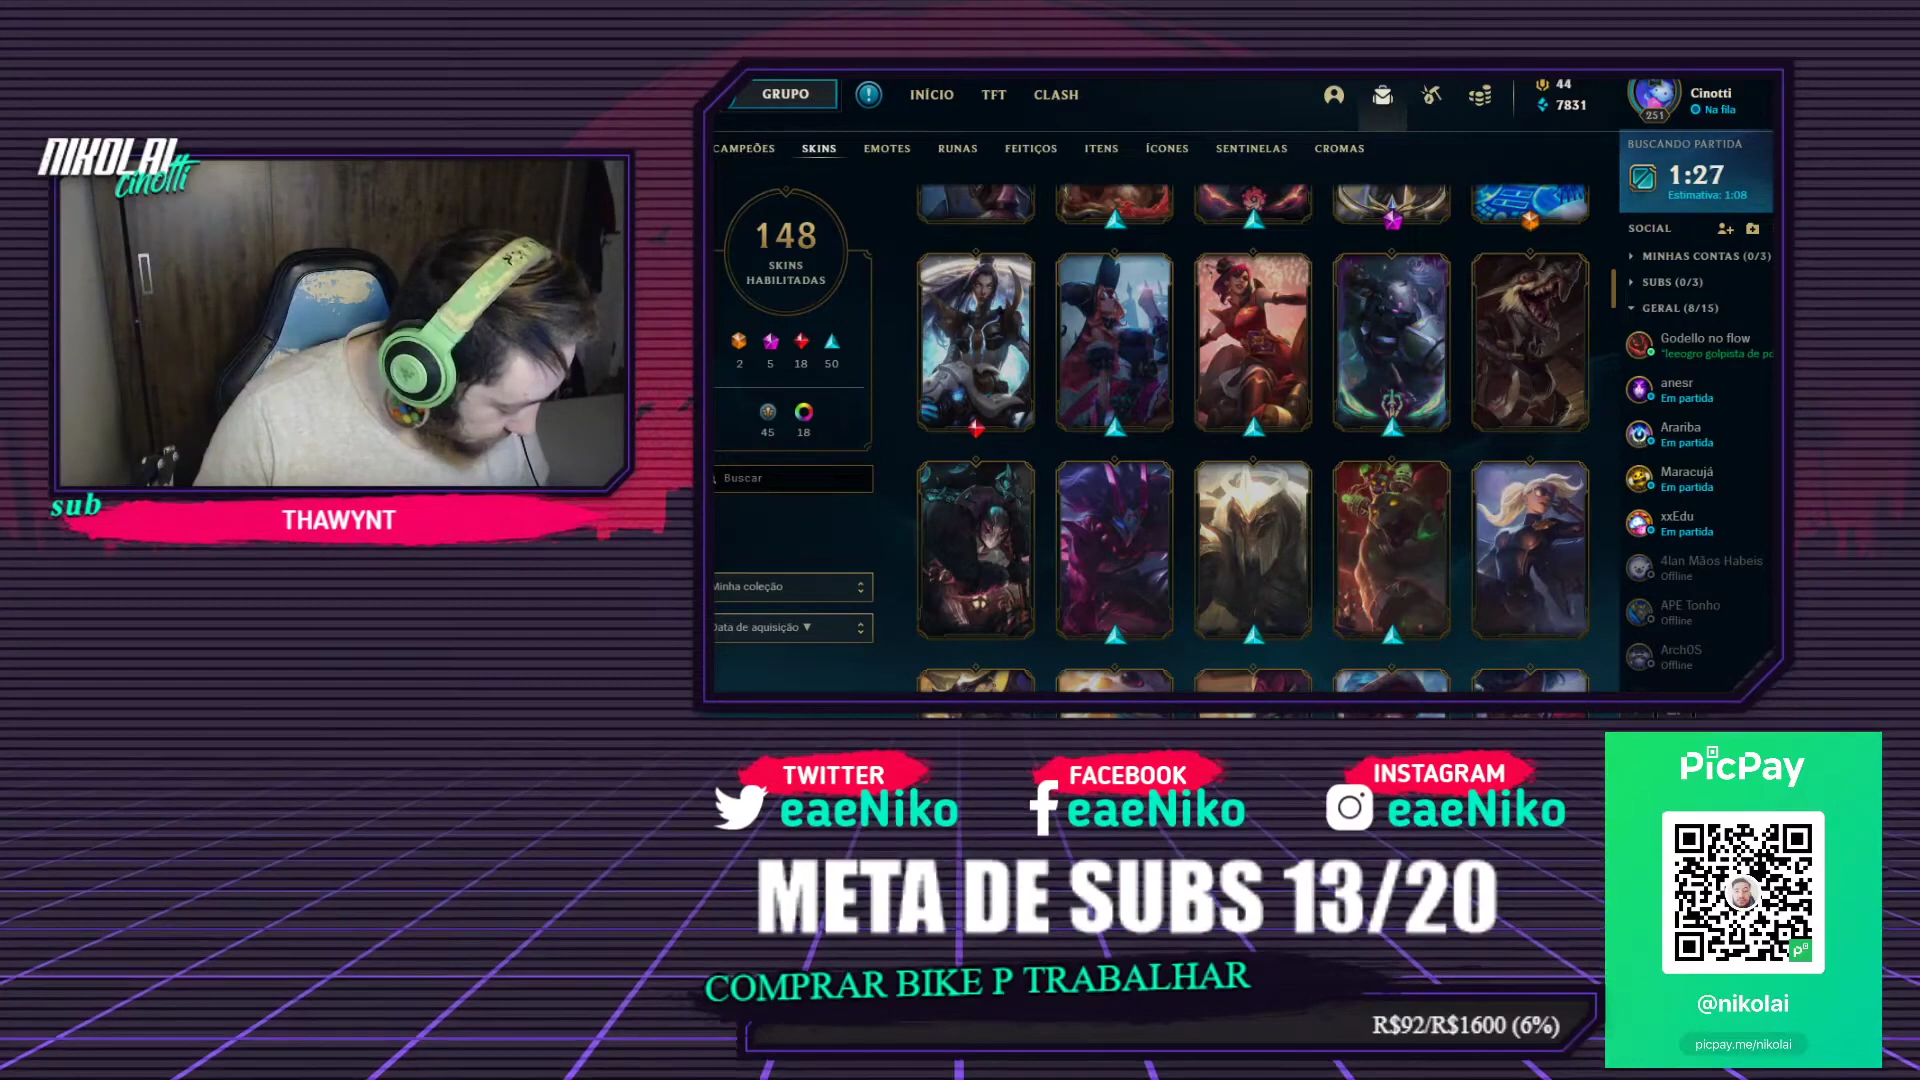 NIKOLAI
cinotti
sub
THAWYNT
GRUPO
INÍCIO
TFT
CLASH
44
7831
251
Cinotti
Na fila
CAMPEÕES
SKINS
EMOTES
RUNAS
FEITIÇOS
ITENS
ÍCONES
SENTINELAS
CROMAS
BUSCANDO PARTIDA
1:27
Estimativa: 1:08
148
SKINS
HABILITADAS
2
5
18
50
45
18
Buscar
Minha coleção
Data de aquisição ▼
SOCIAL
MINHAS CONTAS (0/3)
SUBS (0/3)
GERAL (8/15)
Godello no flow
"leeogro golpista de po
anesr
Em partida
Arariba
Em partida
Maracujá
Em partida
xxEdu
Em partida
4lan Mãos Habeis
Offline
APE Tonho
Offline
Arch0S
Offline
TWITTER
eaeNiko
FACEBOOK
eaeNiko
INSTAGRAM
eaeNiko
META DE SUBS 13/20
COMPRAR BIKE P TRABALHAR
R$92/R$1600 (6%)
PicPay
@nikolai
picpay.me/nikolai